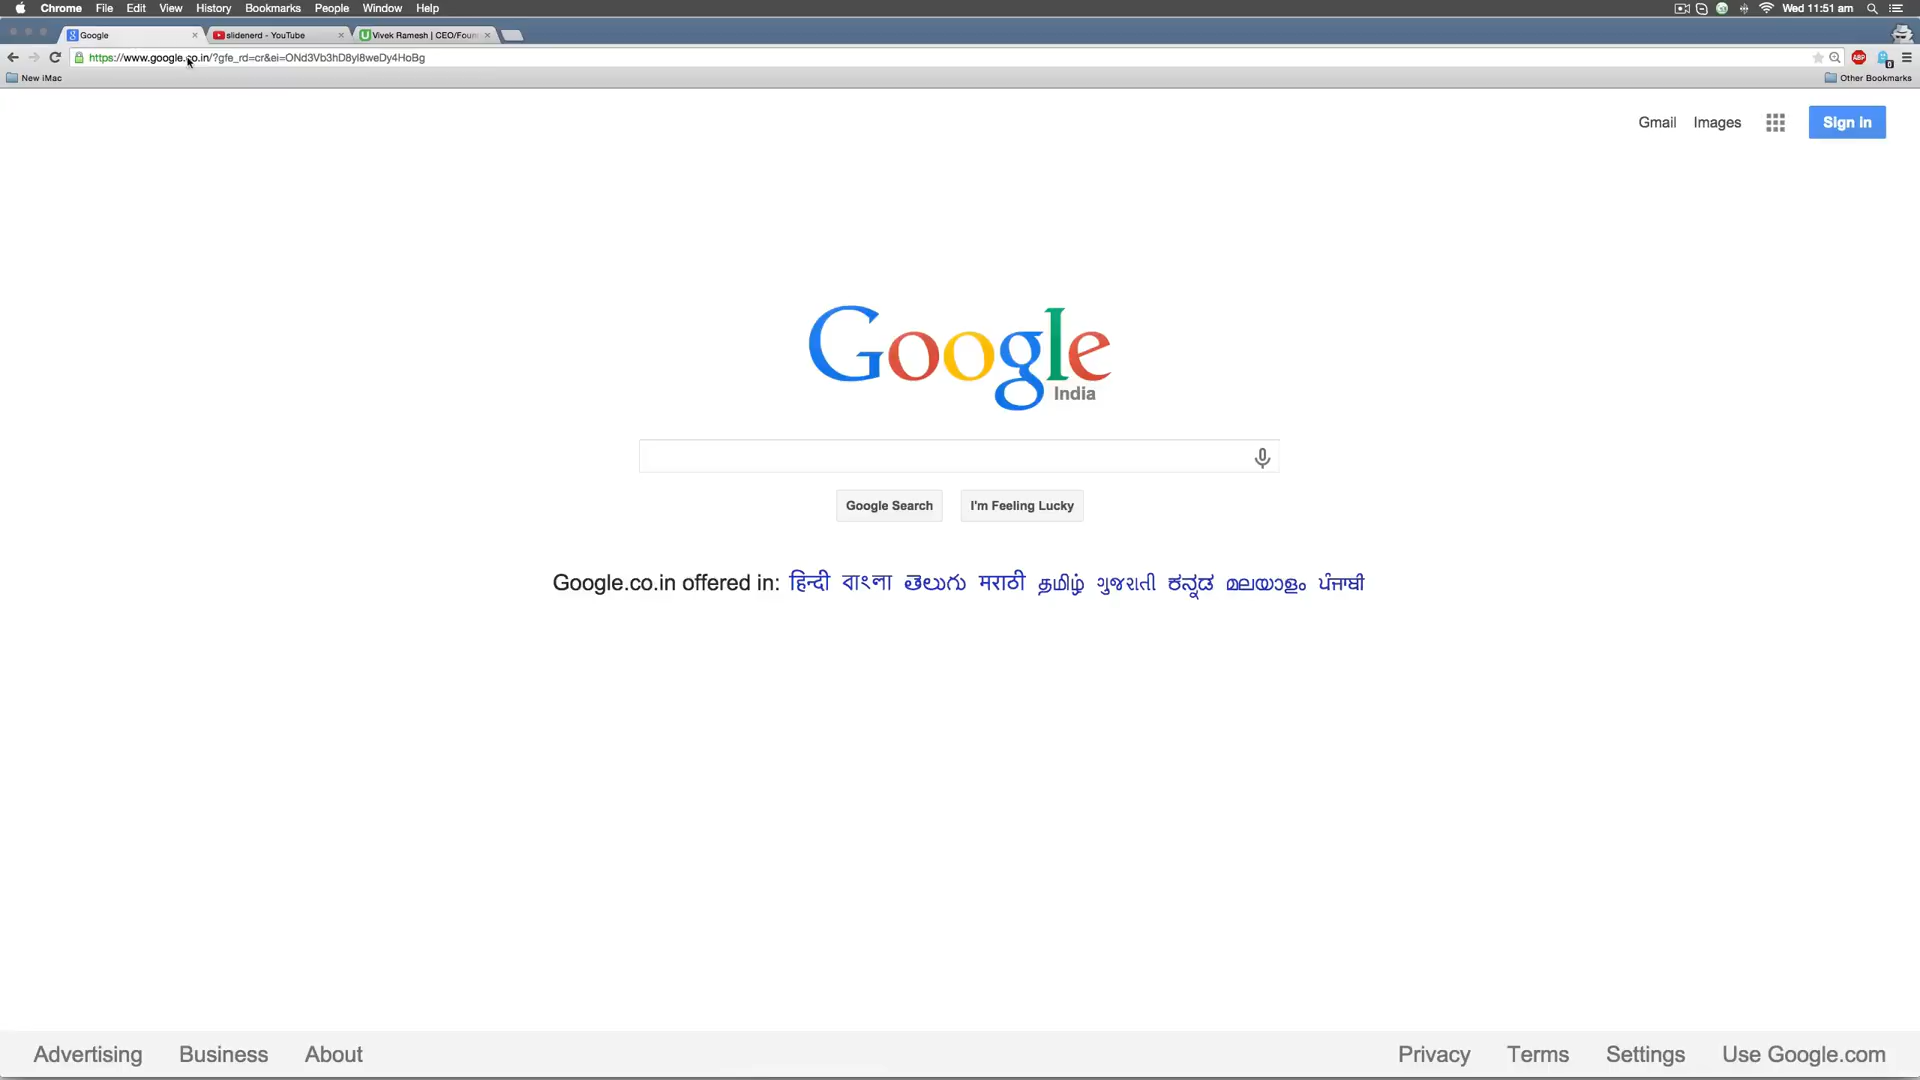 Chrome File Edit View History Bookmarks People Window Help Wed 11:51 am
Google slidenerd - YouTube Vivek Ramesh | CEO/Foun
https://www.google.co.in/?gfe_rd=cr&ei=ONd3Vb3hD8yl8weDy4HoBg ABP 0
New iMac Other Bookmarks
Gmail Images Sign in
Google
India
Google Search I'm Feeling Lucky
Google.co.in offered in: हिन्दी বাংলা తెలుగు मराठी தமிழ் ગુજરાતી ಕನ್ನಡ മലയാളം ਪੰਜਾਬੀ
Advertising Business About Privacy Terms Settings Use Google.com